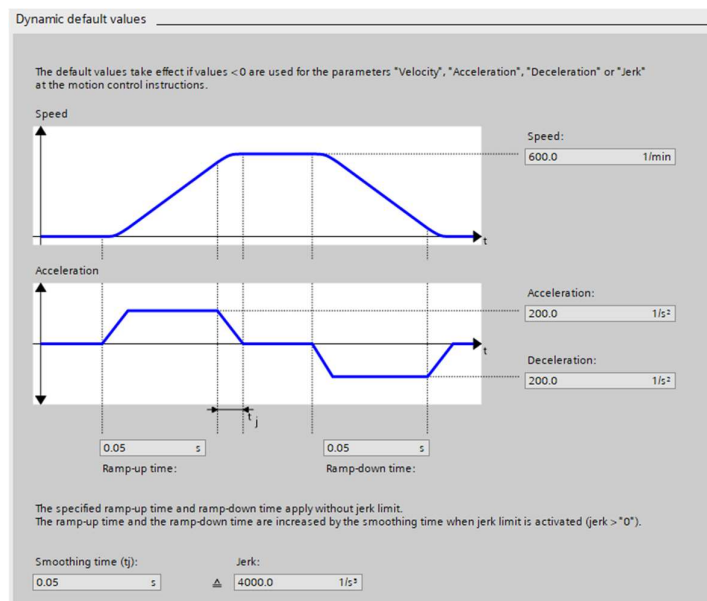 Dynamic default values
The default values take effect if values <0 are used for the parameters "Velocity", "Acceleration", "Deceleration" or "Jerk"
at the motion control instructions.
Speed
Speed:
600.0 1/min
t
Acceleration
Acceleration:
200.0 1/s²
t
Deceleration:
200.0 1/s²
t j
0.05 s 0.05 s
Ramp-up time: Ramp-down time:
The specified ramp-up time and ramp-down time apply without jerk limit.
The ramp-up time and the ramp-down time are increased by the smoothing time when jerk limit is activated (jerk >"0").
Smoothing time (tj): Jerk:
0.05 s ≙ 4000.0 1/s³